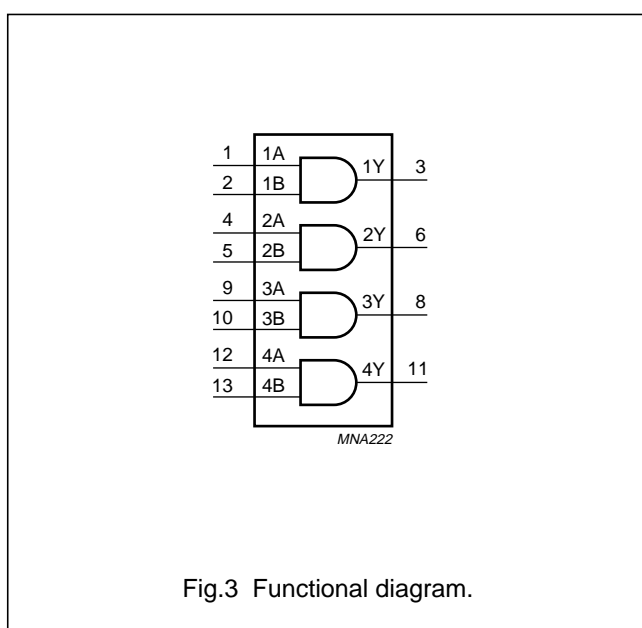 1 1A 1Y 3
2 1B
4 2A 2Y 6
5 2B
9 3A 3Y 8
10 3B
12 4A 4Y 11
13 4B
MNA222
Fig.3 Functional diagram.